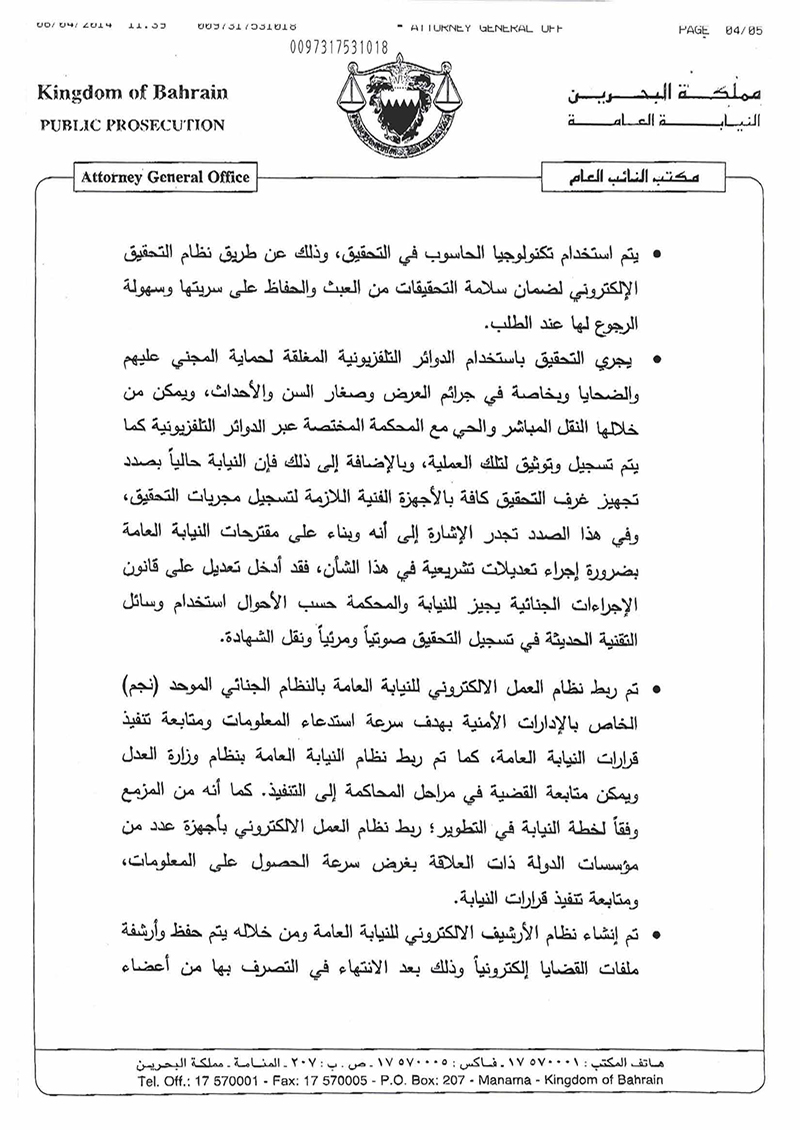 06/04/2014 11:39 0097317531018 - ATTORNEY GENERAL OFF PAGE 04/05
0097317531018
Kingdom of Bahrain
PUBLIC PROSECUTION
مملكة البحرين
النيابة العامة
Attorney General Office
مكتب النائب العام
• يتم استخدام تكنولوجيا الحاسوب في التحقيق، وذلك عن طريق نظام التحقيق
الإلكتروني لضمان سلامة التحقيقات من العبث والحفاظ على سريتها وسهولة
الرجوع لها عند الطلب.
• يجري التحقيق باستخدام الدوائر التلفزيونية المغلقة لحماية المجني عليهم
والضحايا وبخاصة في جرائم العرض وصغار السن والأحداث، ويمكن من
خلالها النقل المباشر والحي مع المحكمة المختصة عبر الدوائر التلفزيونية كما
يتم تسجيل وتوثيق لتلك العملية، وبالإضافة إلى ذلك فإن النيابة حالياً بصدد
تجهيز غرف التحقيق كافة بالأجهزة الفنية اللازمة لتسجيل مجريات التحقيق،
وفي هذا الصدد تجدر الإشارة إلى أنه وبناء على مقترحات النيابة العامة
بضرورة إجراء تعديلات تشريعية في هذا الشأن، فقد أدخل تعديل على قانون
الإجراءات الجنائية يجيز للنيابة والمحكمة حسب الأحوال استخدام وسائل
التقنية الحديثة في تسجيل التحقيق صوتياً ومرئياً ونقل الشهادة.
• تم ربط نظام العمل الالكتروني للنيابة العامة بالنظام الجنائي الموحد (نجم)
الخاص بالإدارات الأمنية بهدف سرعة استدعاء المعلومات ومتابعة تنفيذ
قرارات النيابة العامة، كما تم ربط نظام النيابة العامة بنظام وزارة العدل
ويمكن متابعة القضية في مراحل المحاكمة إلى التنفيذ. كما أنه من المزمع
وفقاً لخطة النيابة في التطوير؛ ربط نظام العمل الالكتروني بأجهزة عدد من
مؤسسات الدولة ذات العلاقة بغرض سرعة الحصول على المعلومات،
ومتابعة تنفيذ قرارات النيابة.
• تم إنشاء نظام الأرشيف الالكتروني للنيابة العامة ومن خلاله يتم حفظ وأرشفة
ملفات القضايا إلكترونياً وذلك بعد الانتهاء في التصرف بها من أعضاء
هاتف المكتب: ١٧ ٥٧٠٠٠١ - فاكس: ١٧ ٥٧٠٠٠٥ - ص . ب : ٢٠٧ - المنامة - مملكة البحرين
Tel. Off.: 17 570001 - Fax: 17 570005 - P.O. Box: 207 - Manama - Kingdom of Bahrain